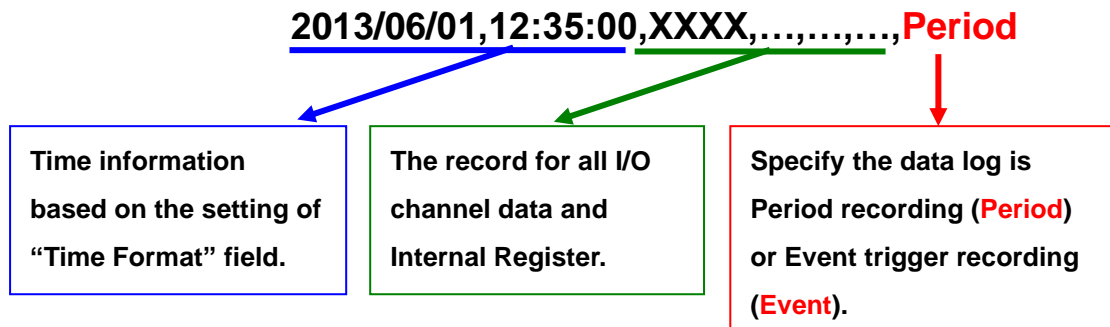 2013/06/01,12:35:00,XXXX,…,…,…,Period
Time information
based on the setting of
“Time Format” field.
The record for all I/O
channel data and
Internal Register.
Specify the data log is
Period recording (Period)
or Event trigger recording
(Event).